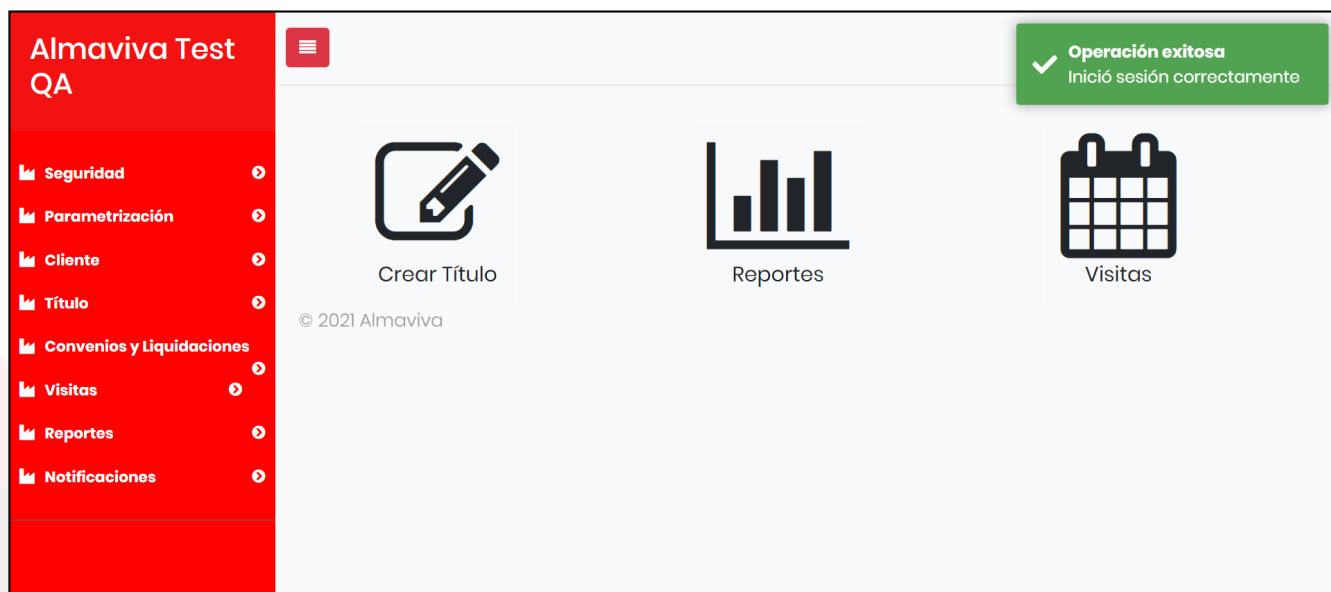 Almaviva Test
QA
Operación exitosa
Inició sesión correctamente
Seguridad
Parametrización
Cliente
Título
Convenios y Liquidaciones
Visitas
Reportes
Notificaciones
Crear Título
Reportes
Visitas
© 2021 Almaviva